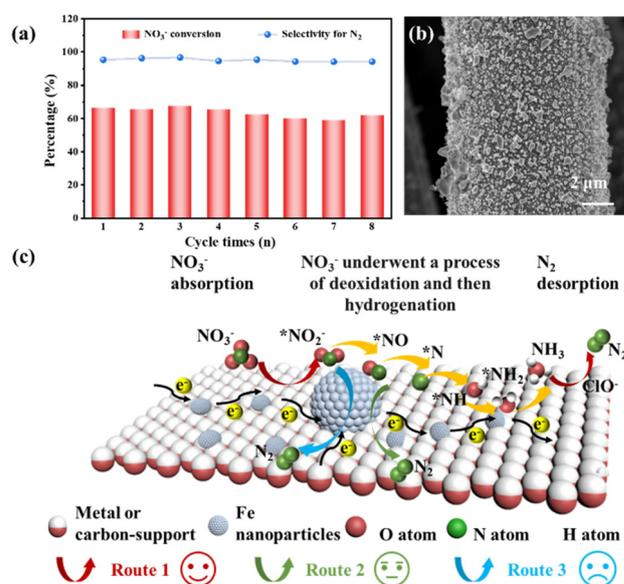 (a)
120
100
80
60
40
20
0
Percentage (%)
NO₃⁻ conversion
Selectivity for N₂
1 2 3 4 5 6 7 8
Cycle times (n)
(b)
2 μm
(c)
NO₃⁻
absorption
NO₃⁻ underwent a process
of deoxidation and then
hydrogenation
N₂
desorption
NO₃⁻
*NO₂⁻
*NO
*N
*NH
*NH₂
NH₃
N₂
ClO⁻
e⁻
e⁻
e⁻
e⁻
e⁻
e⁻
e⁻
N₂
N₂
Metal or
carbon-support
Fe
nanoparticles
O atom
N atom
H atom
Route 1
Route 2
Route 3